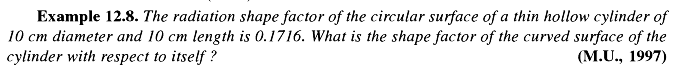 Example 12.8. The radiation shape factor of the circular surface of a thin hollow cylinder of
10 cm diameter and 10 cm length is 0.1716. What is the shape factor of the curved surface of the
cylinder with respect to itself ? (M.U., 1997)